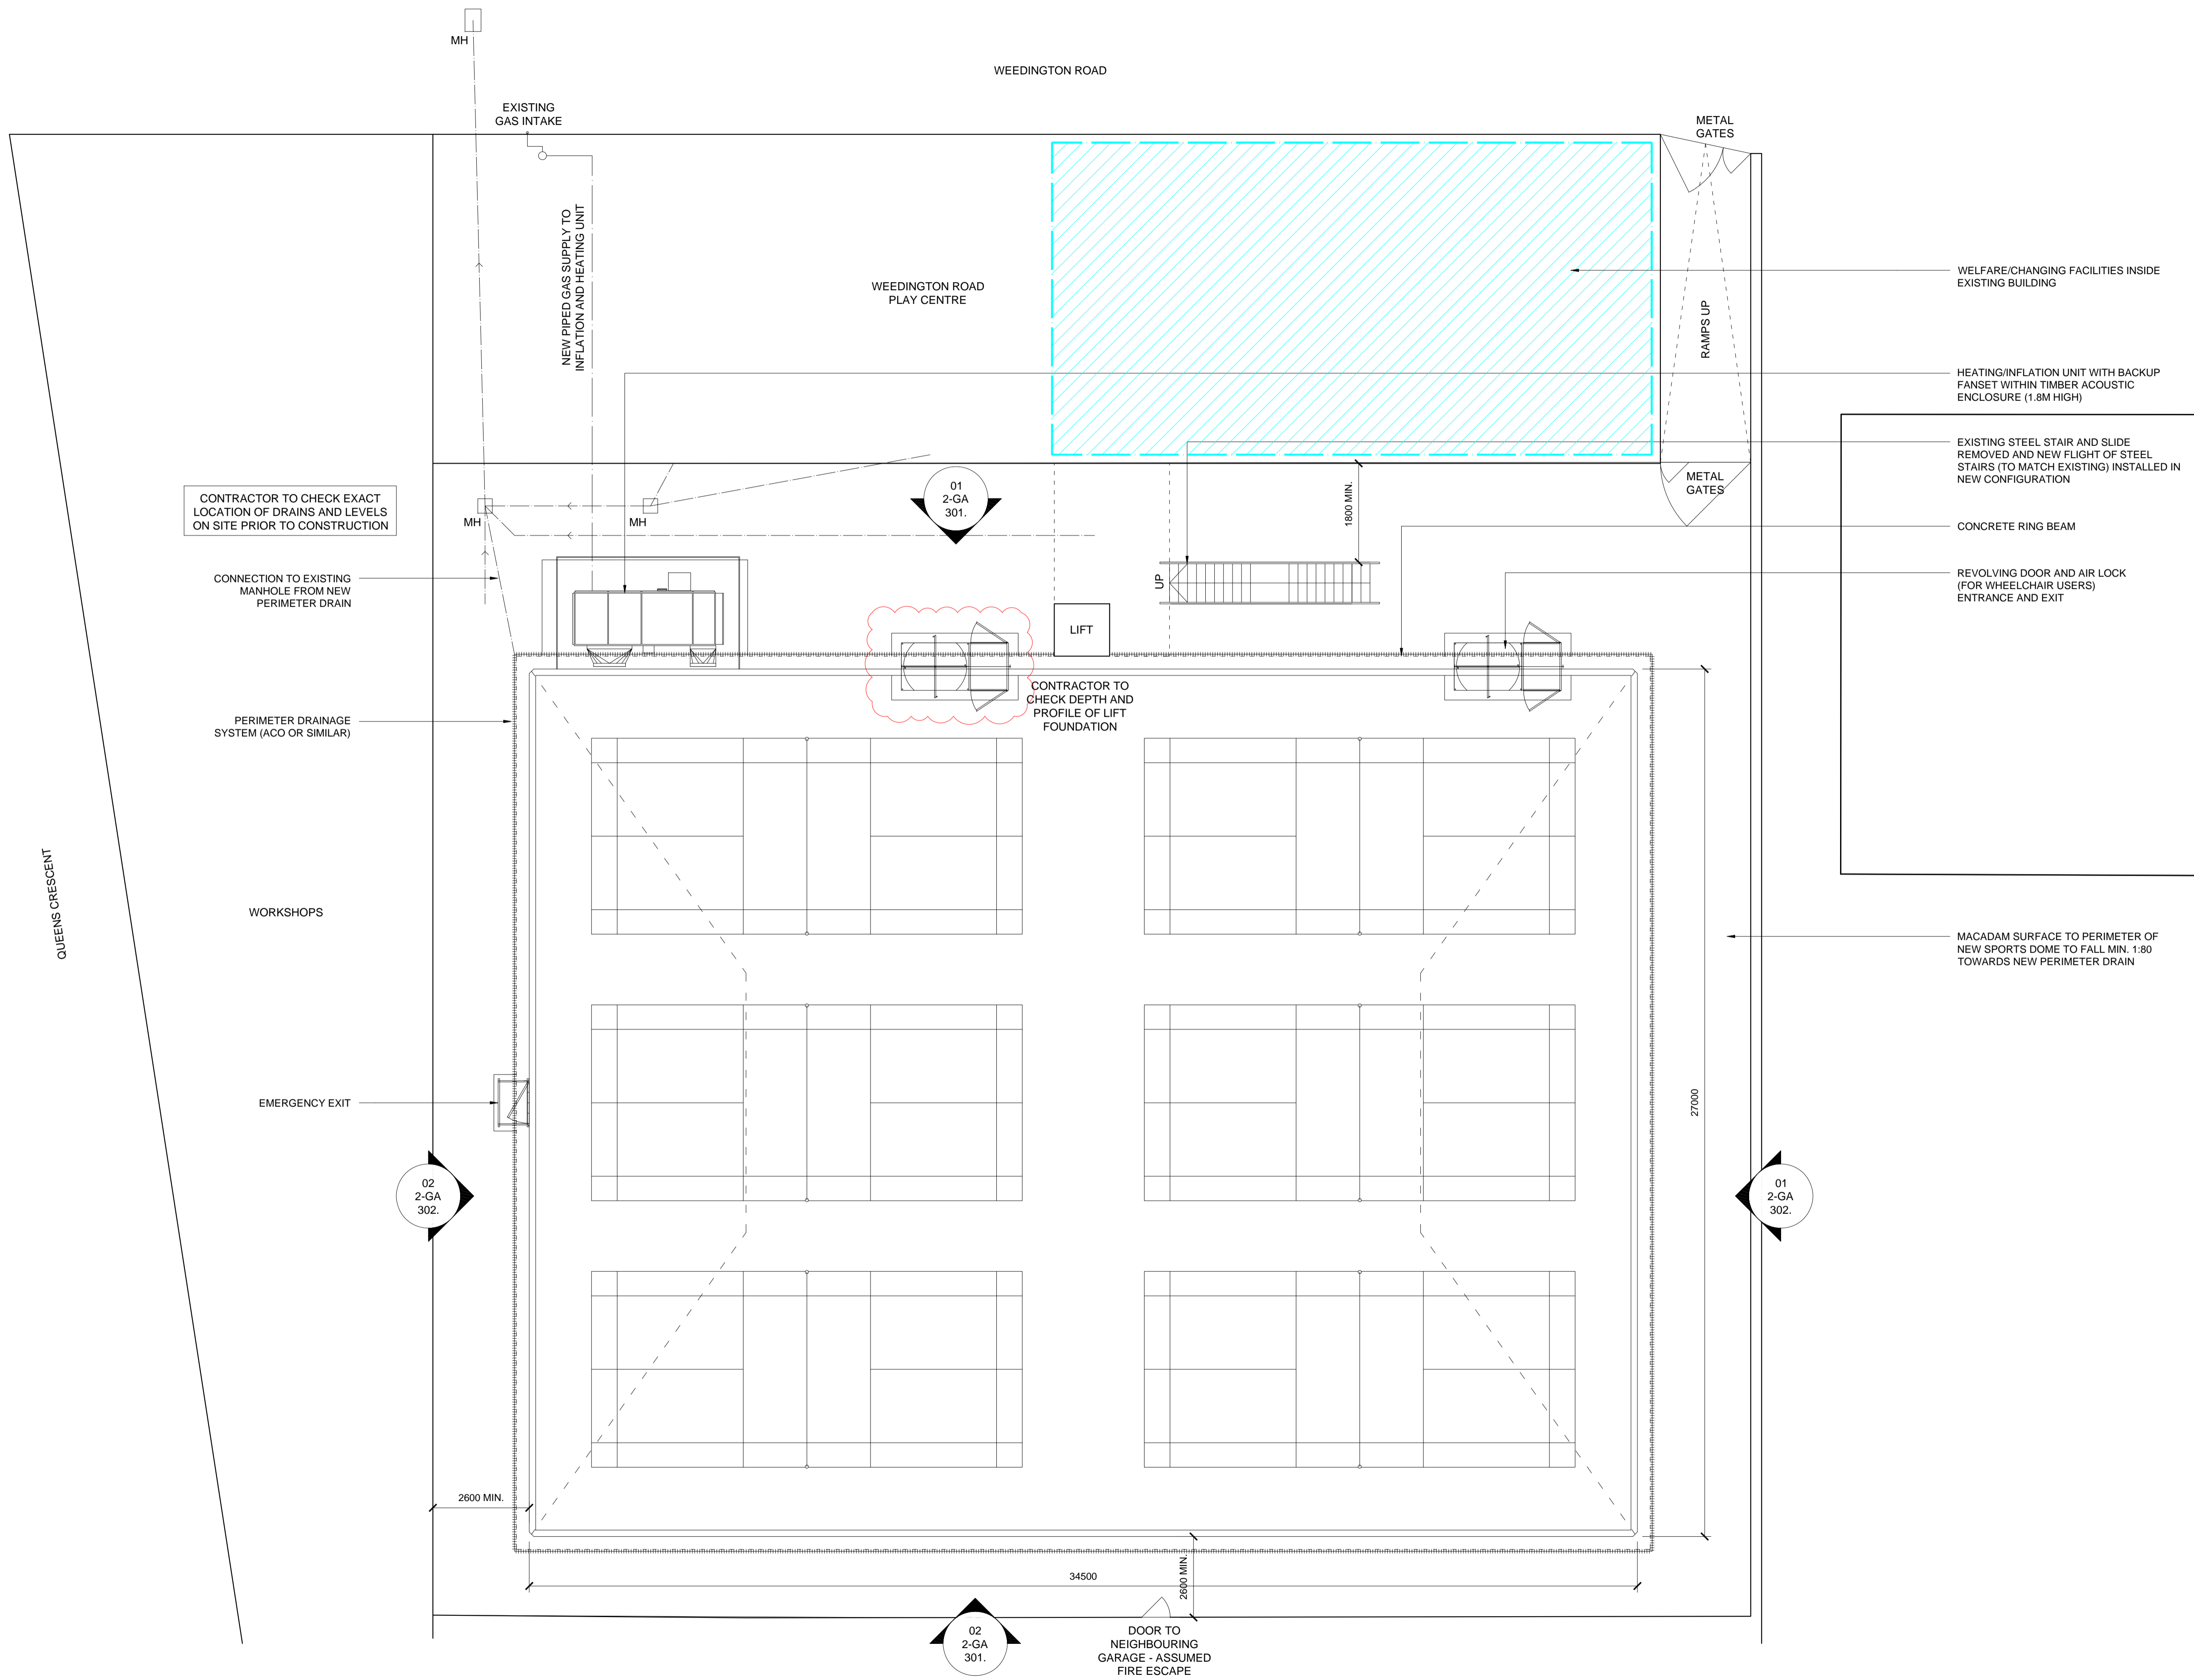 MH
WEEDINGTON ROAD
EXISTING
GAS INTAKE
METAL
GATES
NEW PIPED GAS SUPPLY TO
INFLATION AND HEATING UNIT
WEEDINGTON ROAD
PLAY CENTRE
RAMPS UP
WELFARE/CHANGING FACILITIES INSIDE
EXISTING BUILDING
HEATING/INFLATION UNIT WITH BACKUP
FANSET WITHIN TIMBER ACOUSTIC
ENCLOSURE (1.8M HIGH)
EXISTING STEEL STAIR AND SLIDE
REMOVED AND NEW FLIGHT OF STEEL
STAIRS (TO MATCH EXISTING) INSTALLED IN
NEW CONFIGURATION
CONTRACTOR TO CHECK EXACT
LOCATION OF DRAINS AND LEVELS
ON SITE PRIOR TO CONSTRUCTION
MH
MH
01
2-GA
301.
1800 MIN.
METAL
GATES
CONCRETE RING BEAM
CONNECTION TO EXISTING
MANHOLE FROM NEW
PERIMETER DRAIN
UP
REVOLVING DOOR AND AIR LOCK
(FOR WHEELCHAIR USERS)
ENTRANCE AND EXIT
LIFT
CONTRACTOR TO
CHECK DEPTH AND
PROFILE OF LIFT
FOUNDATION
PERIMETER DRAINAGE
SYSTEM (ACO OR SIMILAR)
QUEENS CRESCENT
WORKSHOPS
MACADAM SURFACE TO PERIMETER OF
NEW SPORTS DOME TO FALL MIN. 1:80
TOWARDS NEW PERIMETER DRAIN
EMERGENCY EXIT
27000
02
2-GA
302.
01
2-GA
302.
2600 MIN.
34500
2600 MIN.
02
2-GA
301.
DOOR TO
NEIGHBOURING
GARAGE - ASSUMED
FIRE ESCAPE